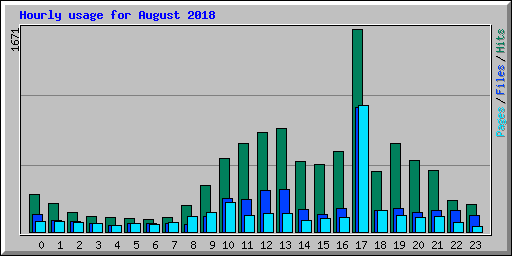 Hourly usage for August 2018
1671
Pages / Files / Hits
0 1 2 3 4 5 6 7 8 9 10 11 12 13 14 15 16 17 18 19 20 21 22 23